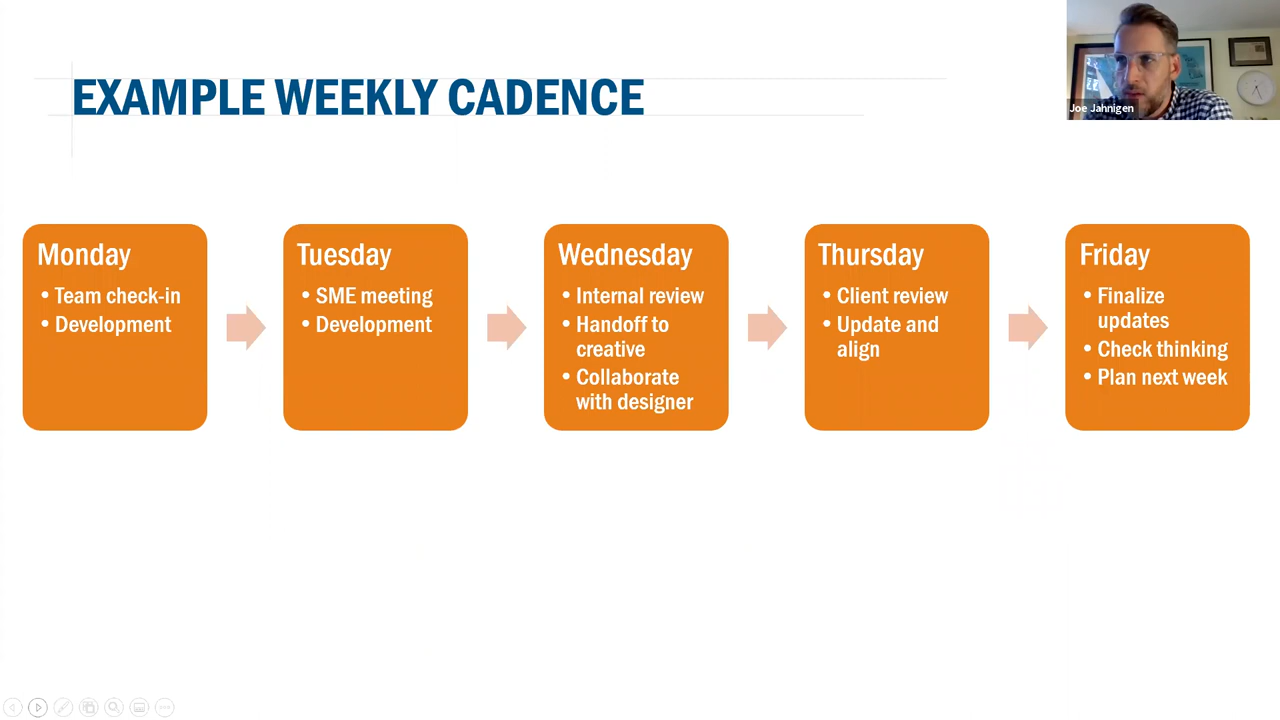 EXAMPLE WEEKLY CADENCE
Joe Jahnigen
Monday
• Team check-in
• Development
Tuesday
• SME meeting
• Development
Wednesday
• Internal review
• Handoff to
creative
• Collaborate
with designer
Thursday
• Client review
• Update and
align
Friday
• Finalize
updates
• Check thinking
• Plan next week